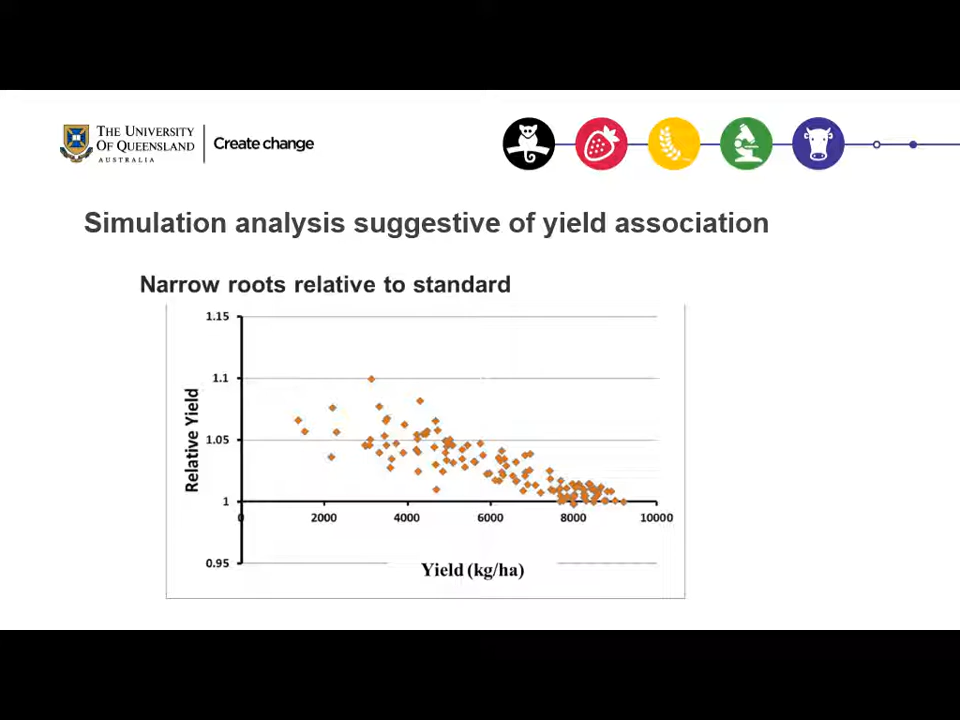 THE UNIVERSITY
OF QUEENSLAND
AUSTRALIA
Create change
Simulation analysis suggestive of yield association
Narrow roots relative to standard
1.15
1.1
1.05
1
0.95
Relative Yield
0 2000 4000 6000 8000 10000
Yield (kg/ha)